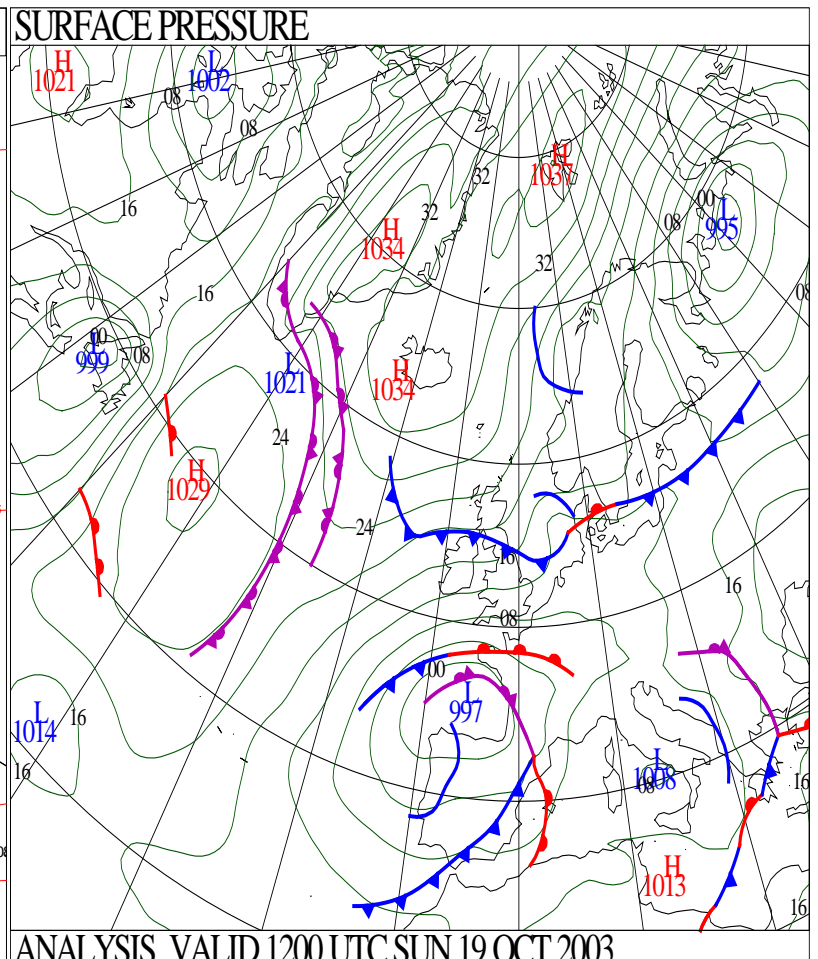 SURFACE PRESSURE
H
1021
L
1002
08
08
16
H
1037
32
32
00
L
995
08
H
1034
32
08
16
00
L
999
08
L
1021
H
1034
24
H
1029
24
16
16
08
00
L
997
L
1014
16
16
L
1008
08
16
H
1013
16
ANALYSIS VALID 1200 UTC SUN 19 OCT 2003